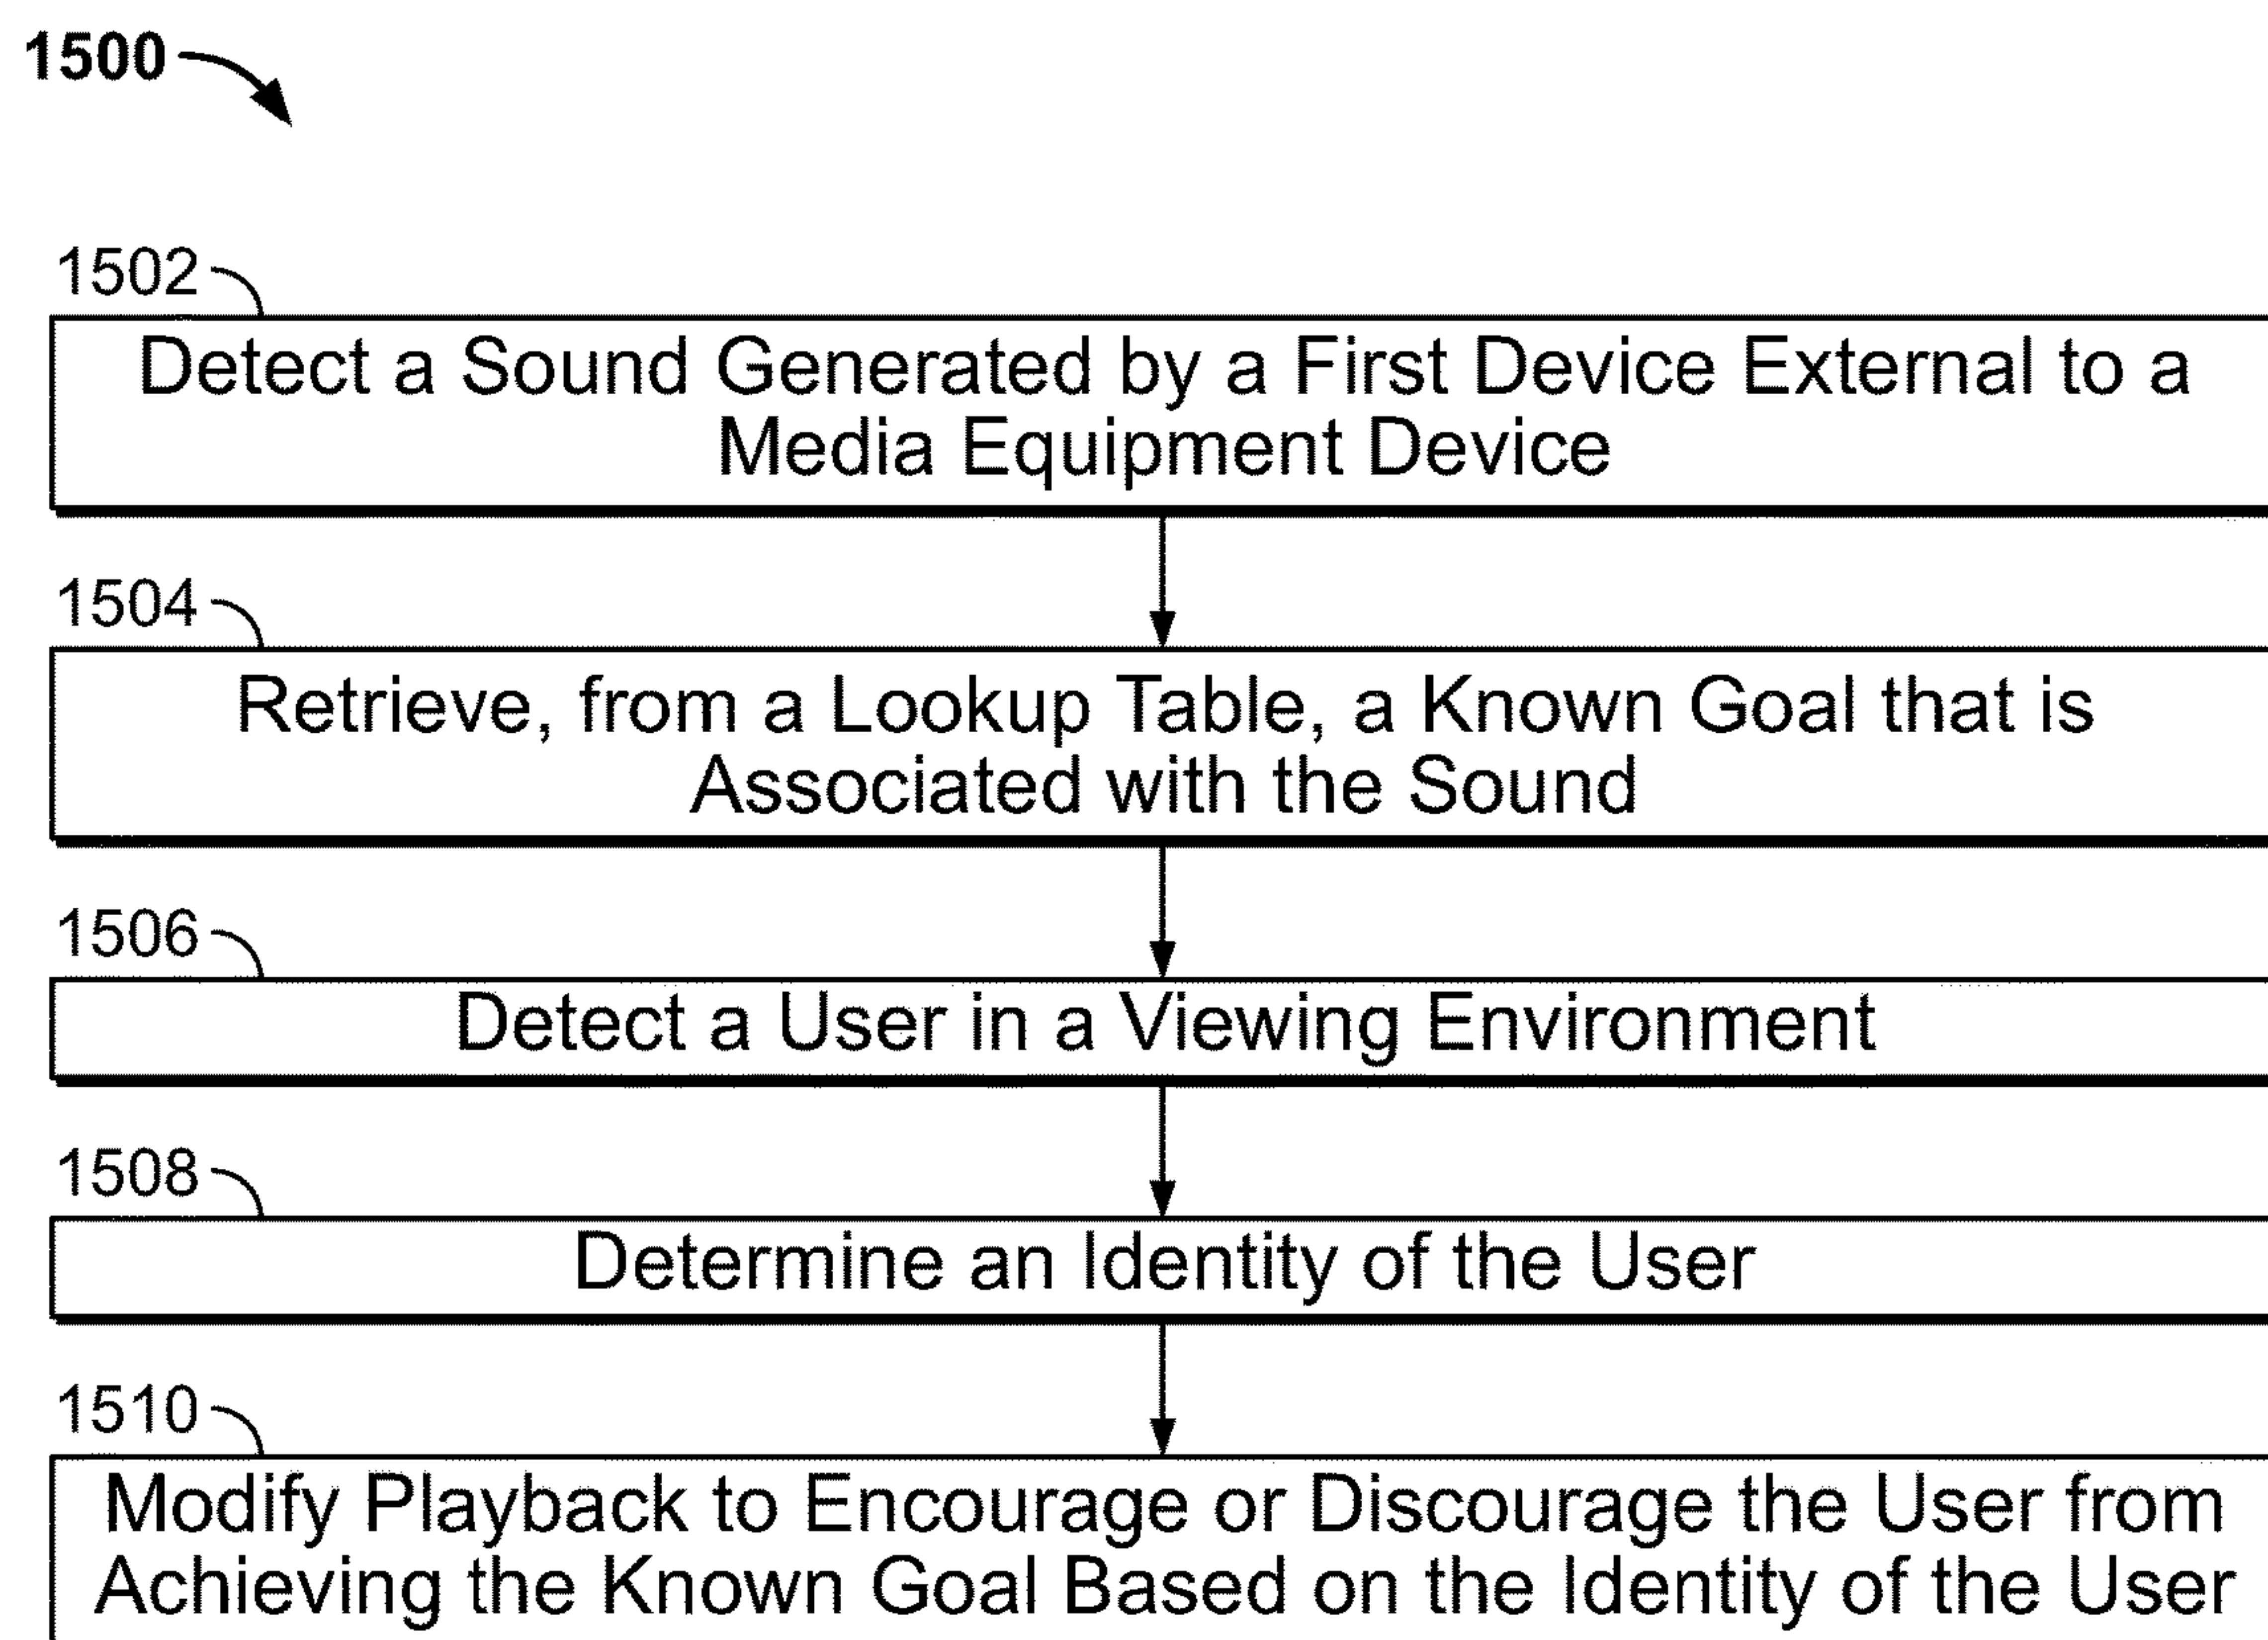 1500
1502
Detect a Sound Generated by a First Device External to a
Media Equipment Device
1504
Retrieve, from a Lookup Table, a Known Goal that is
Associated with the Sound
1506
Detect a User in a Viewing Environment
1508
Determine an Identity of the User
1510
Modify Playback to Encourage or Discourage the User from
Achieving the Known Goal Based on the Identity of the User